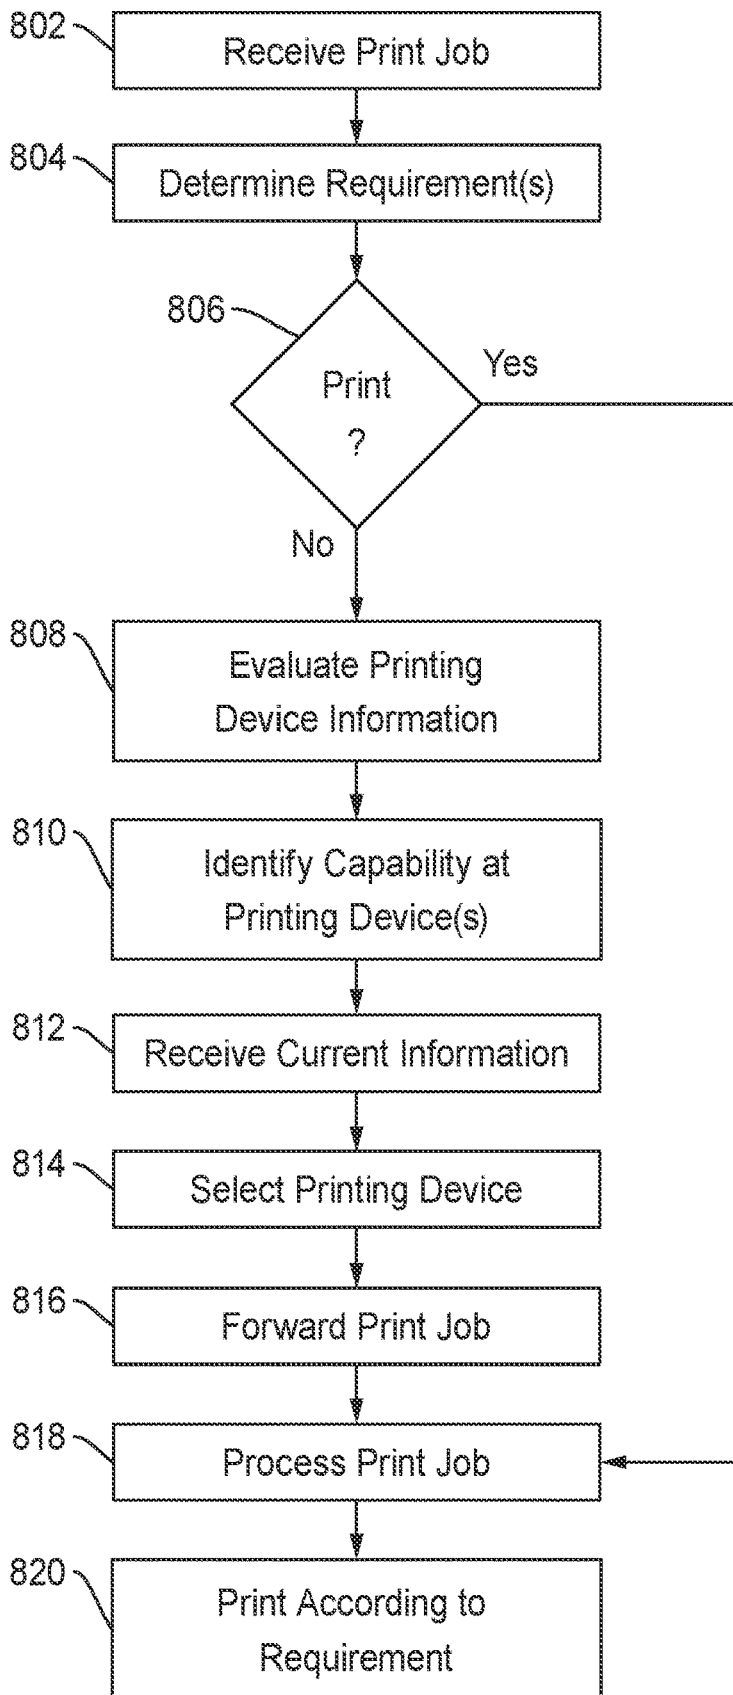 802
Receive Print Job
804
Determine Requirement(s)
806
Print
?
Yes
No
808
Evaluate Printing
Device Information
810
Identify Capability at
Printing Device(s)
812
Receive Current Information
814
Select Printing Device
816
Forward Print Job
818
Process Print Job
820
Print According to
Requirement